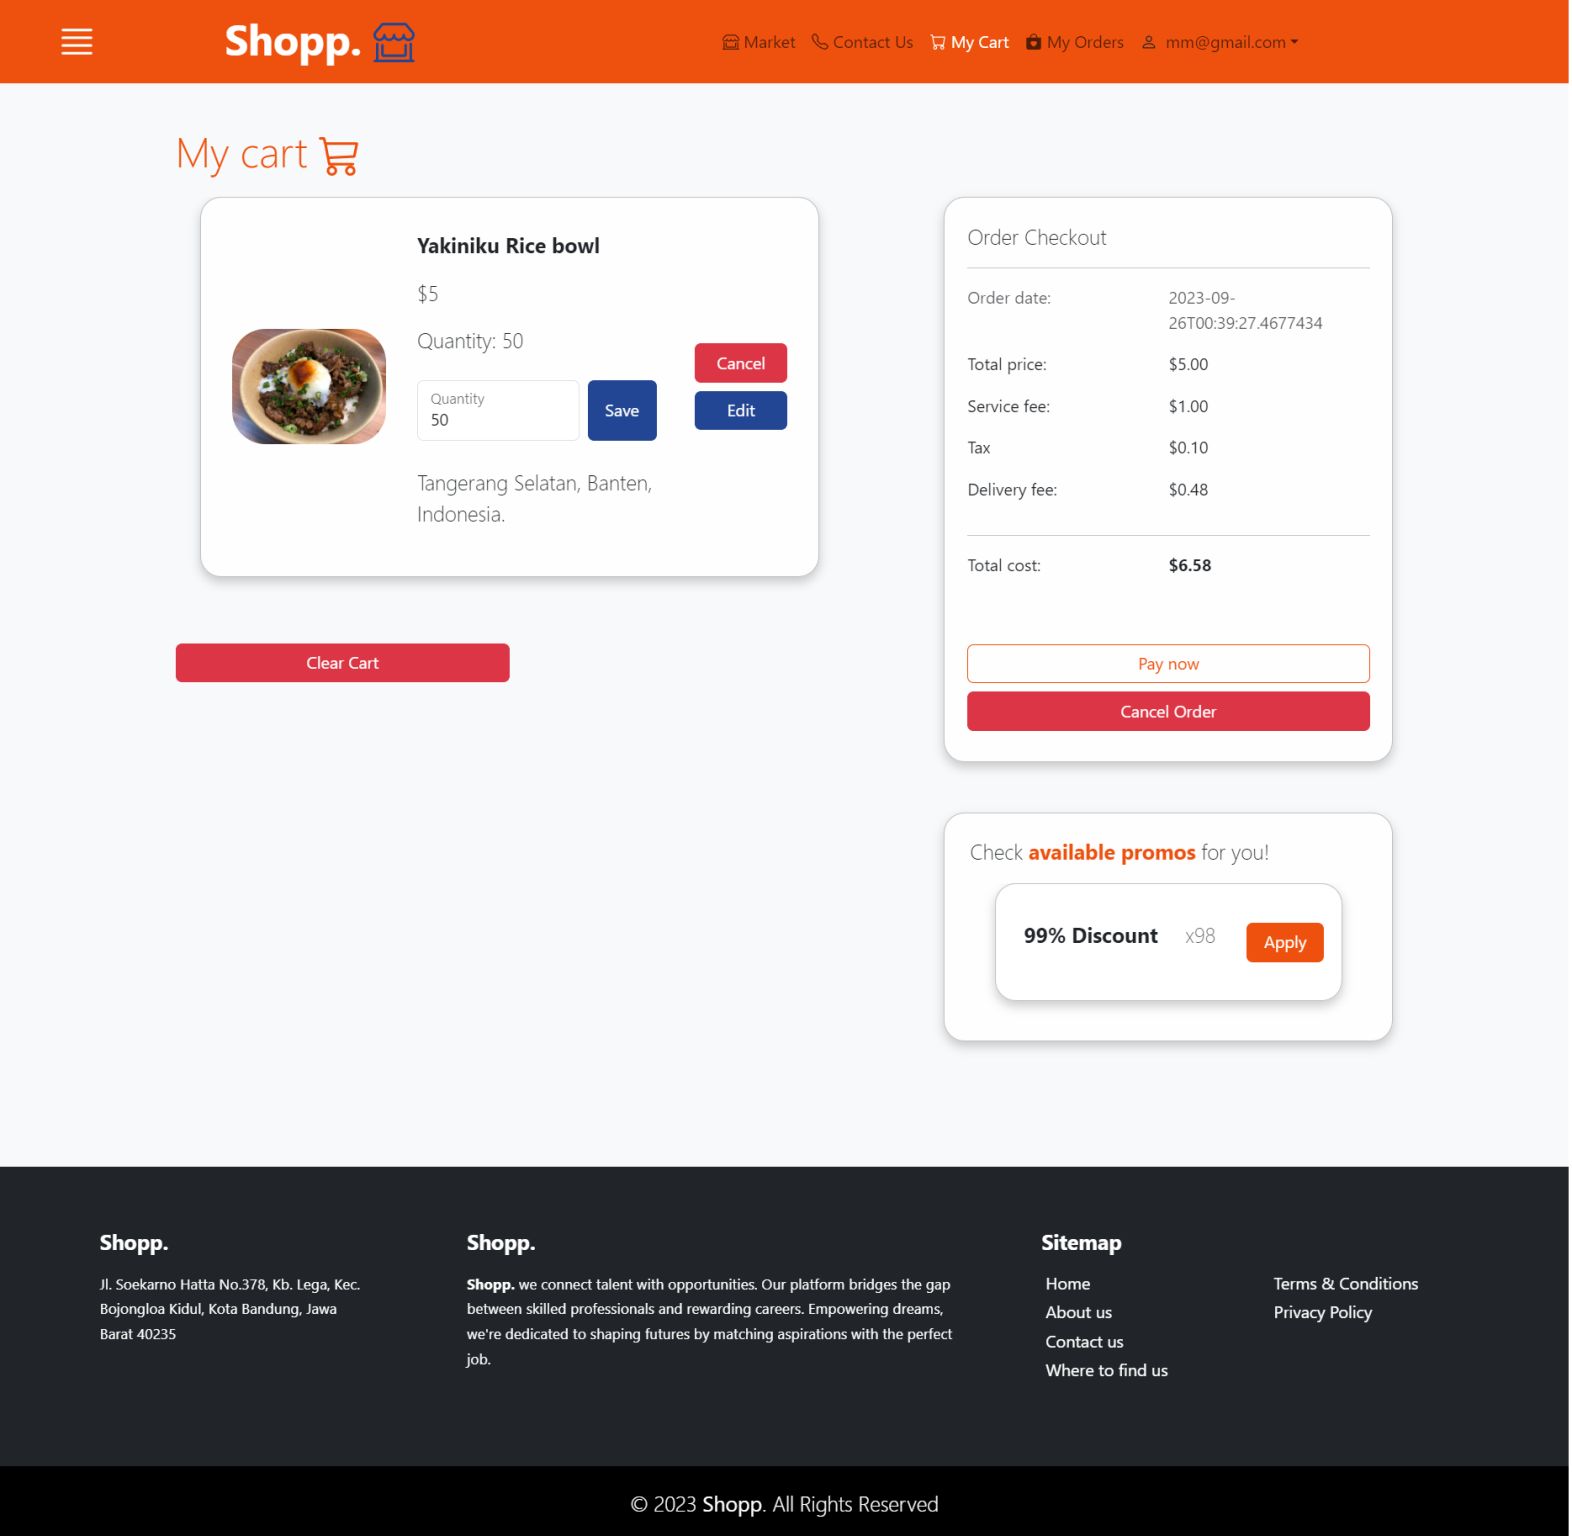 Shopp.
Market Contact Us My Cart My Orders mm@gmail.com
My cart
Yakiniku Rice bowl
$5
Quantity: 50
Quantity
50
Save
Cancel
Edit
Tangerang Selatan, Banten,
Indonesia.
Clear Cart
Order Checkout
Order date: 2023-09-
26T00:39:27.4677434
Total price: $5.00
Service fee: $1.00
Tax $0.10
Delivery fee: $0.48
Total cost: $6.58
Pay now
Cancel Order
Check available promos for you!
99% Discount x98 Apply
Shopp.
Jl. Soekarno Hatta No.378, Kb. Lega, Kec.
Bojongloa Kidul, Kota Bandung, Jawa
Barat 40235
Shopp.
Shopp. we connect talent with opportunities. Our platform bridges the gap
between skilled professionals and rewarding careers. Empowering dreams,
we're dedicated to shaping futures by matching aspirations with the perfect
job.
Sitemap
Home
About us
Contact us
Where to find us
Terms & Conditions
Privacy Policy
© 2023 Shopp. All Rights Reserved